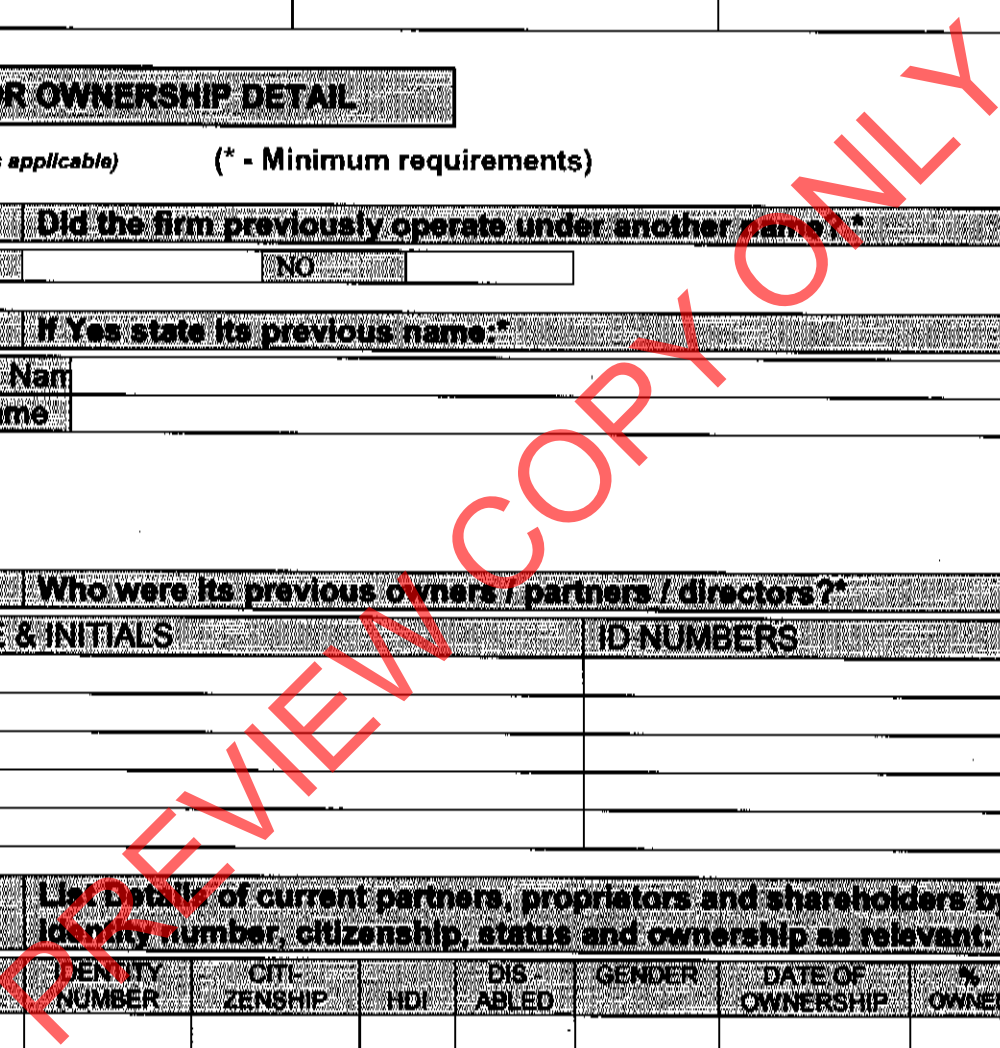 R OWNERSHIP DETAIL
applicable) (* - Minimum requirements)
Did the firm previously operate under another name?*
NO
If Yes state its previous name:*
Nam
me
Who were its previous owners / partners / directors?*
& INITIALS ID NUMBERS
List Details of current partners, proprietors and shareholders by
identity number, citizenship, status and ownership as relevant:
IDENTITY NUMBER CITI-ZENSHIP HDI DIS-ABLED GENDER DATE OF OWNERSHIP % OWNE
PREVIEW COPY ONLY